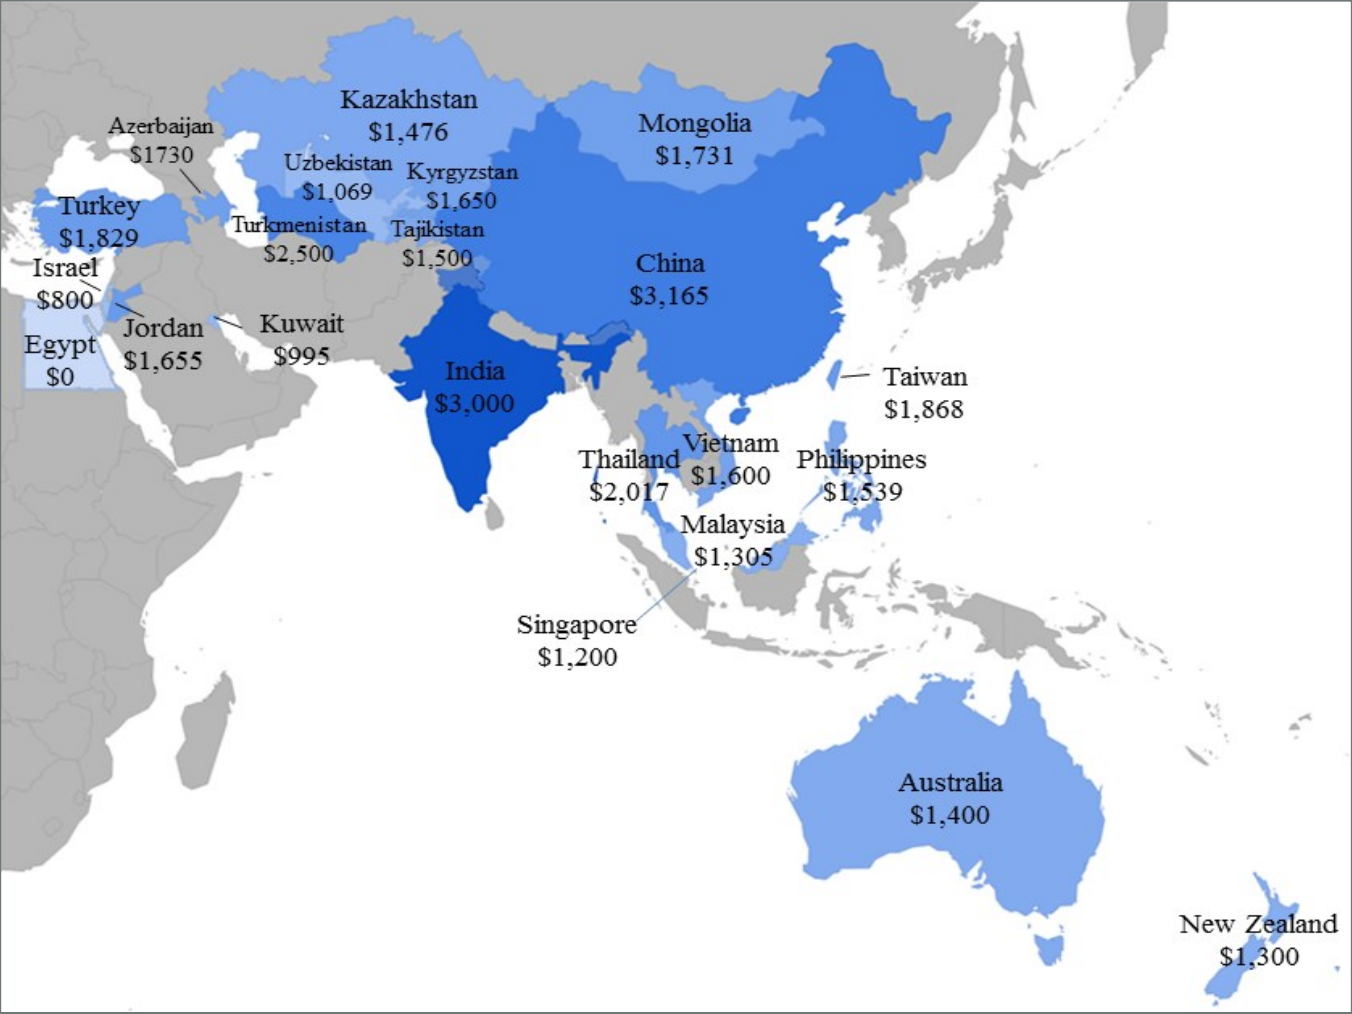 Kazakhstan
$1,476
Mongolia
$1,731
Azerbaijan
$1730
Uzbekistan
$1,069
Kyrgyzstan
$1,650
Turkey
$1,829
Turkmenistan
$2,500
Tajikistan
$1,500
China
$3,165
Israel
$800
Jordan
$1,655
Kuwait
$995
Egypt
$0
India
$3,000
Taiwan
$1,868
Thailand
$2,017
Vietnam
$1,600
Philippines
$1,539
Malaysia
$1,305
Singapore
$1,200
Australia
$1,400
New Zealand
$1,300